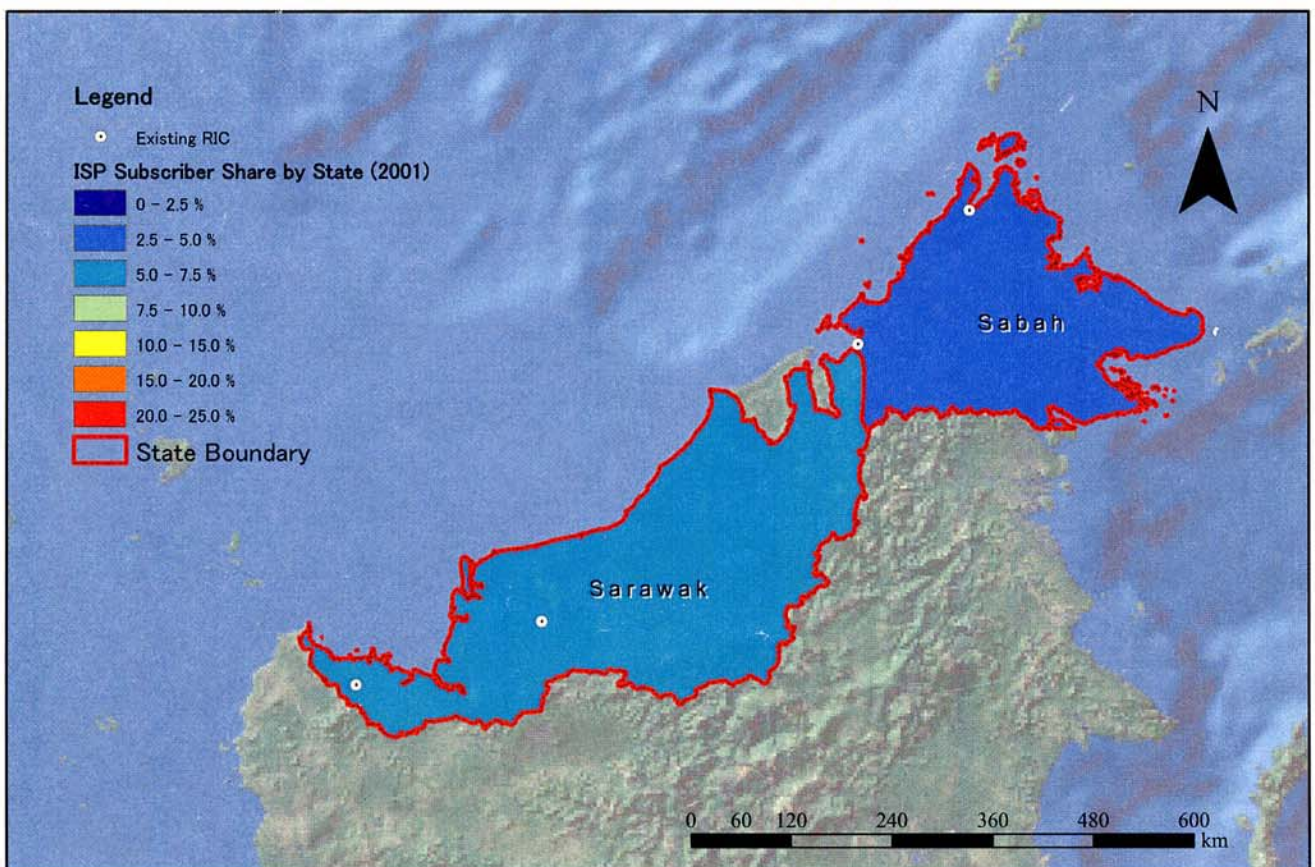 Legend
Existing RIC
ISP Subscriber Share by State (2001)
0 - 2.5 %
2.5 - 5.0 %
5.0 - 7.5 %
7.5 - 10.0 %
10.0 - 15.0 %
15.0 - 20.0 %
20.0 - 25.0 %
State Boundary
N
Sabah
Sarawak
0 60 120 240 360 480 600
km